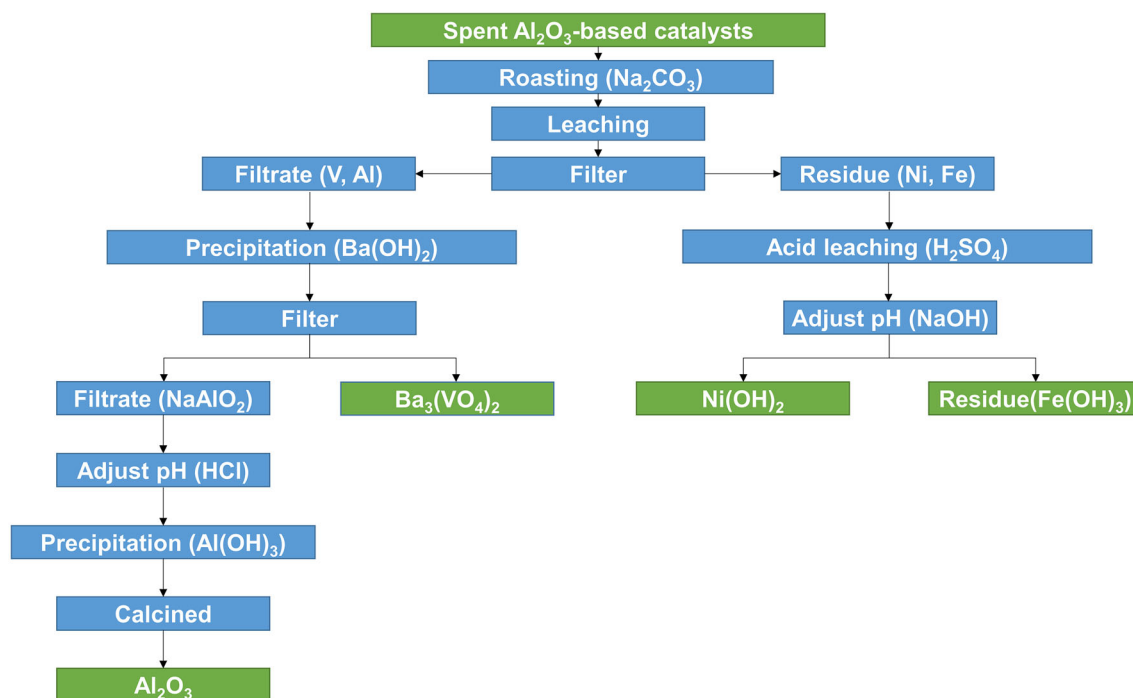 Spent Al₂O₃-based catalysts
Roasting (Na₂CO₃)
Leaching
Filtrate (V, Al)
Filter
Residue (Ni, Fe)
Precipitation (Ba(OH)₂)
Acid leaching (H₂SO₄)
Filter
Adjust pH (NaOH)
Filtrate (NaAlO₂)
Ba₃(VO₄)₂
Ni(OH)₂
Residue(Fe(OH)₃)
Adjust pH (HCl)
Precipitation (Al(OH)₃)
Calcined
Al₂O₃